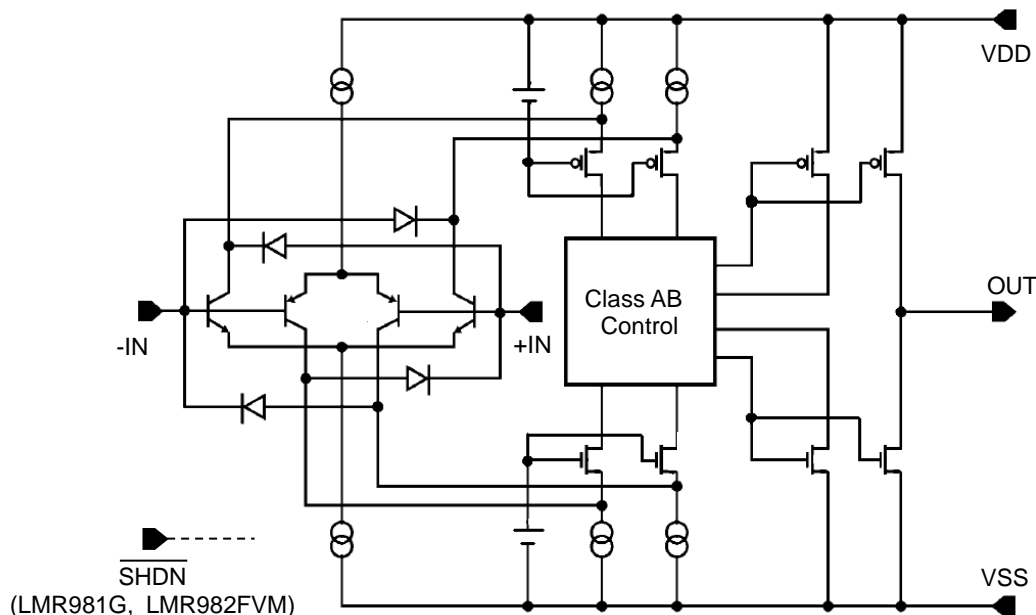 VDD
Class AB
Control
OUT
-IN
+IN
SHDN
(LMR981G, LMR982FVM)
VSS